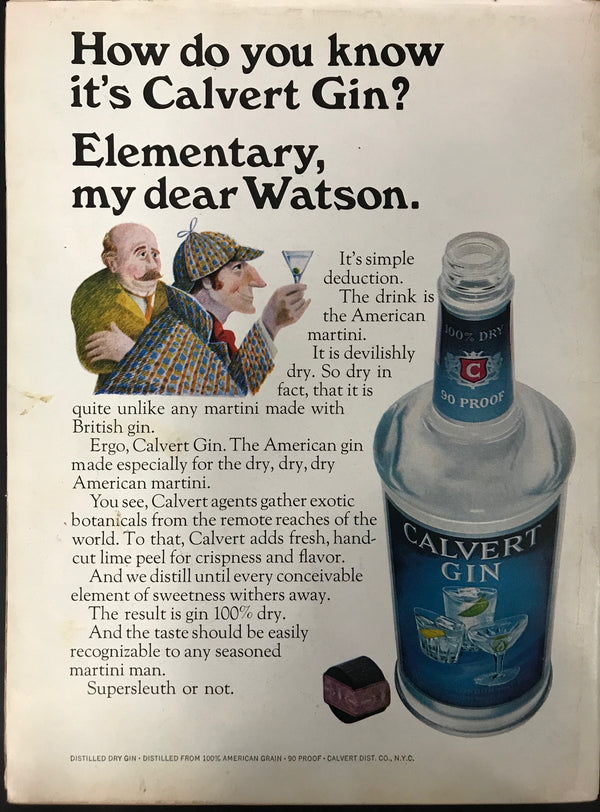 How do you know
it's Calvert Gin?
Elementary,
my dear Watson.
It's simple
deduction.
The drink is
the American
martini.
It is devilishly
dry. So dry in
fact, that it is
quite unlike any martini made with
British gin.
Ergo, Calvert Gin. The American gin
made especially for the dry, dry, dry
American martini.
You see, Calvert agents gather exotic
botanicals from the remote reaches of the
world. To that, Calvert adds fresh, hand-
cut lime peel for crispness and flavor.
And we distill until every conceivable
element of sweetness withers away.
The result is gin 100% dry.
And the taste should be easily
recognizable to any seasoned
martini man.
Supersleuth or not.
100% DRY
C
90 PROOF
CALVERT
GIN
DISTILLED DRY GIN • DISTILLED FROM 100% AMERICAN GRAIN • 90 PROOF • CALVERT DIST. CO., N.Y.C.